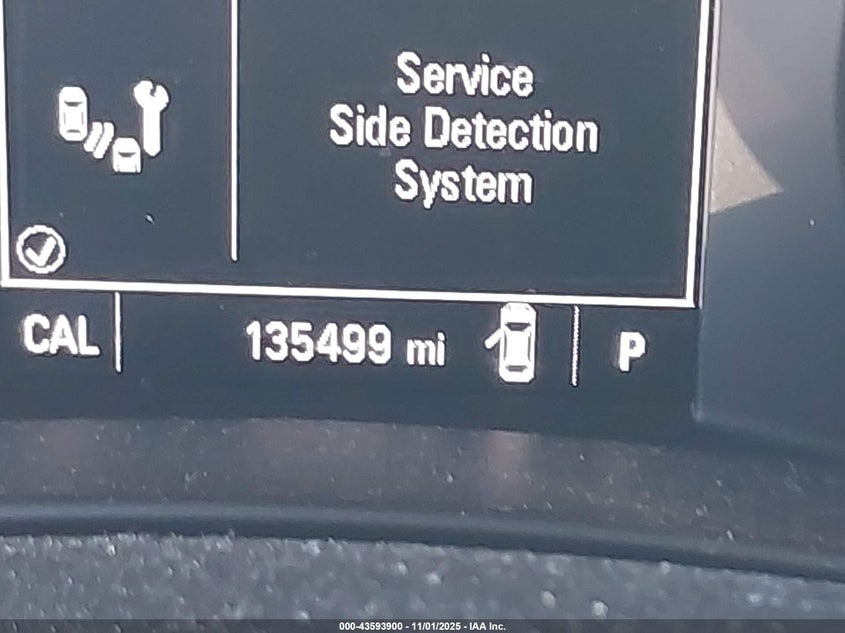 Service
Side Detection
System
CAL 135499 mi P
000-43593900 - 11/01/2025 - IAA Inc.